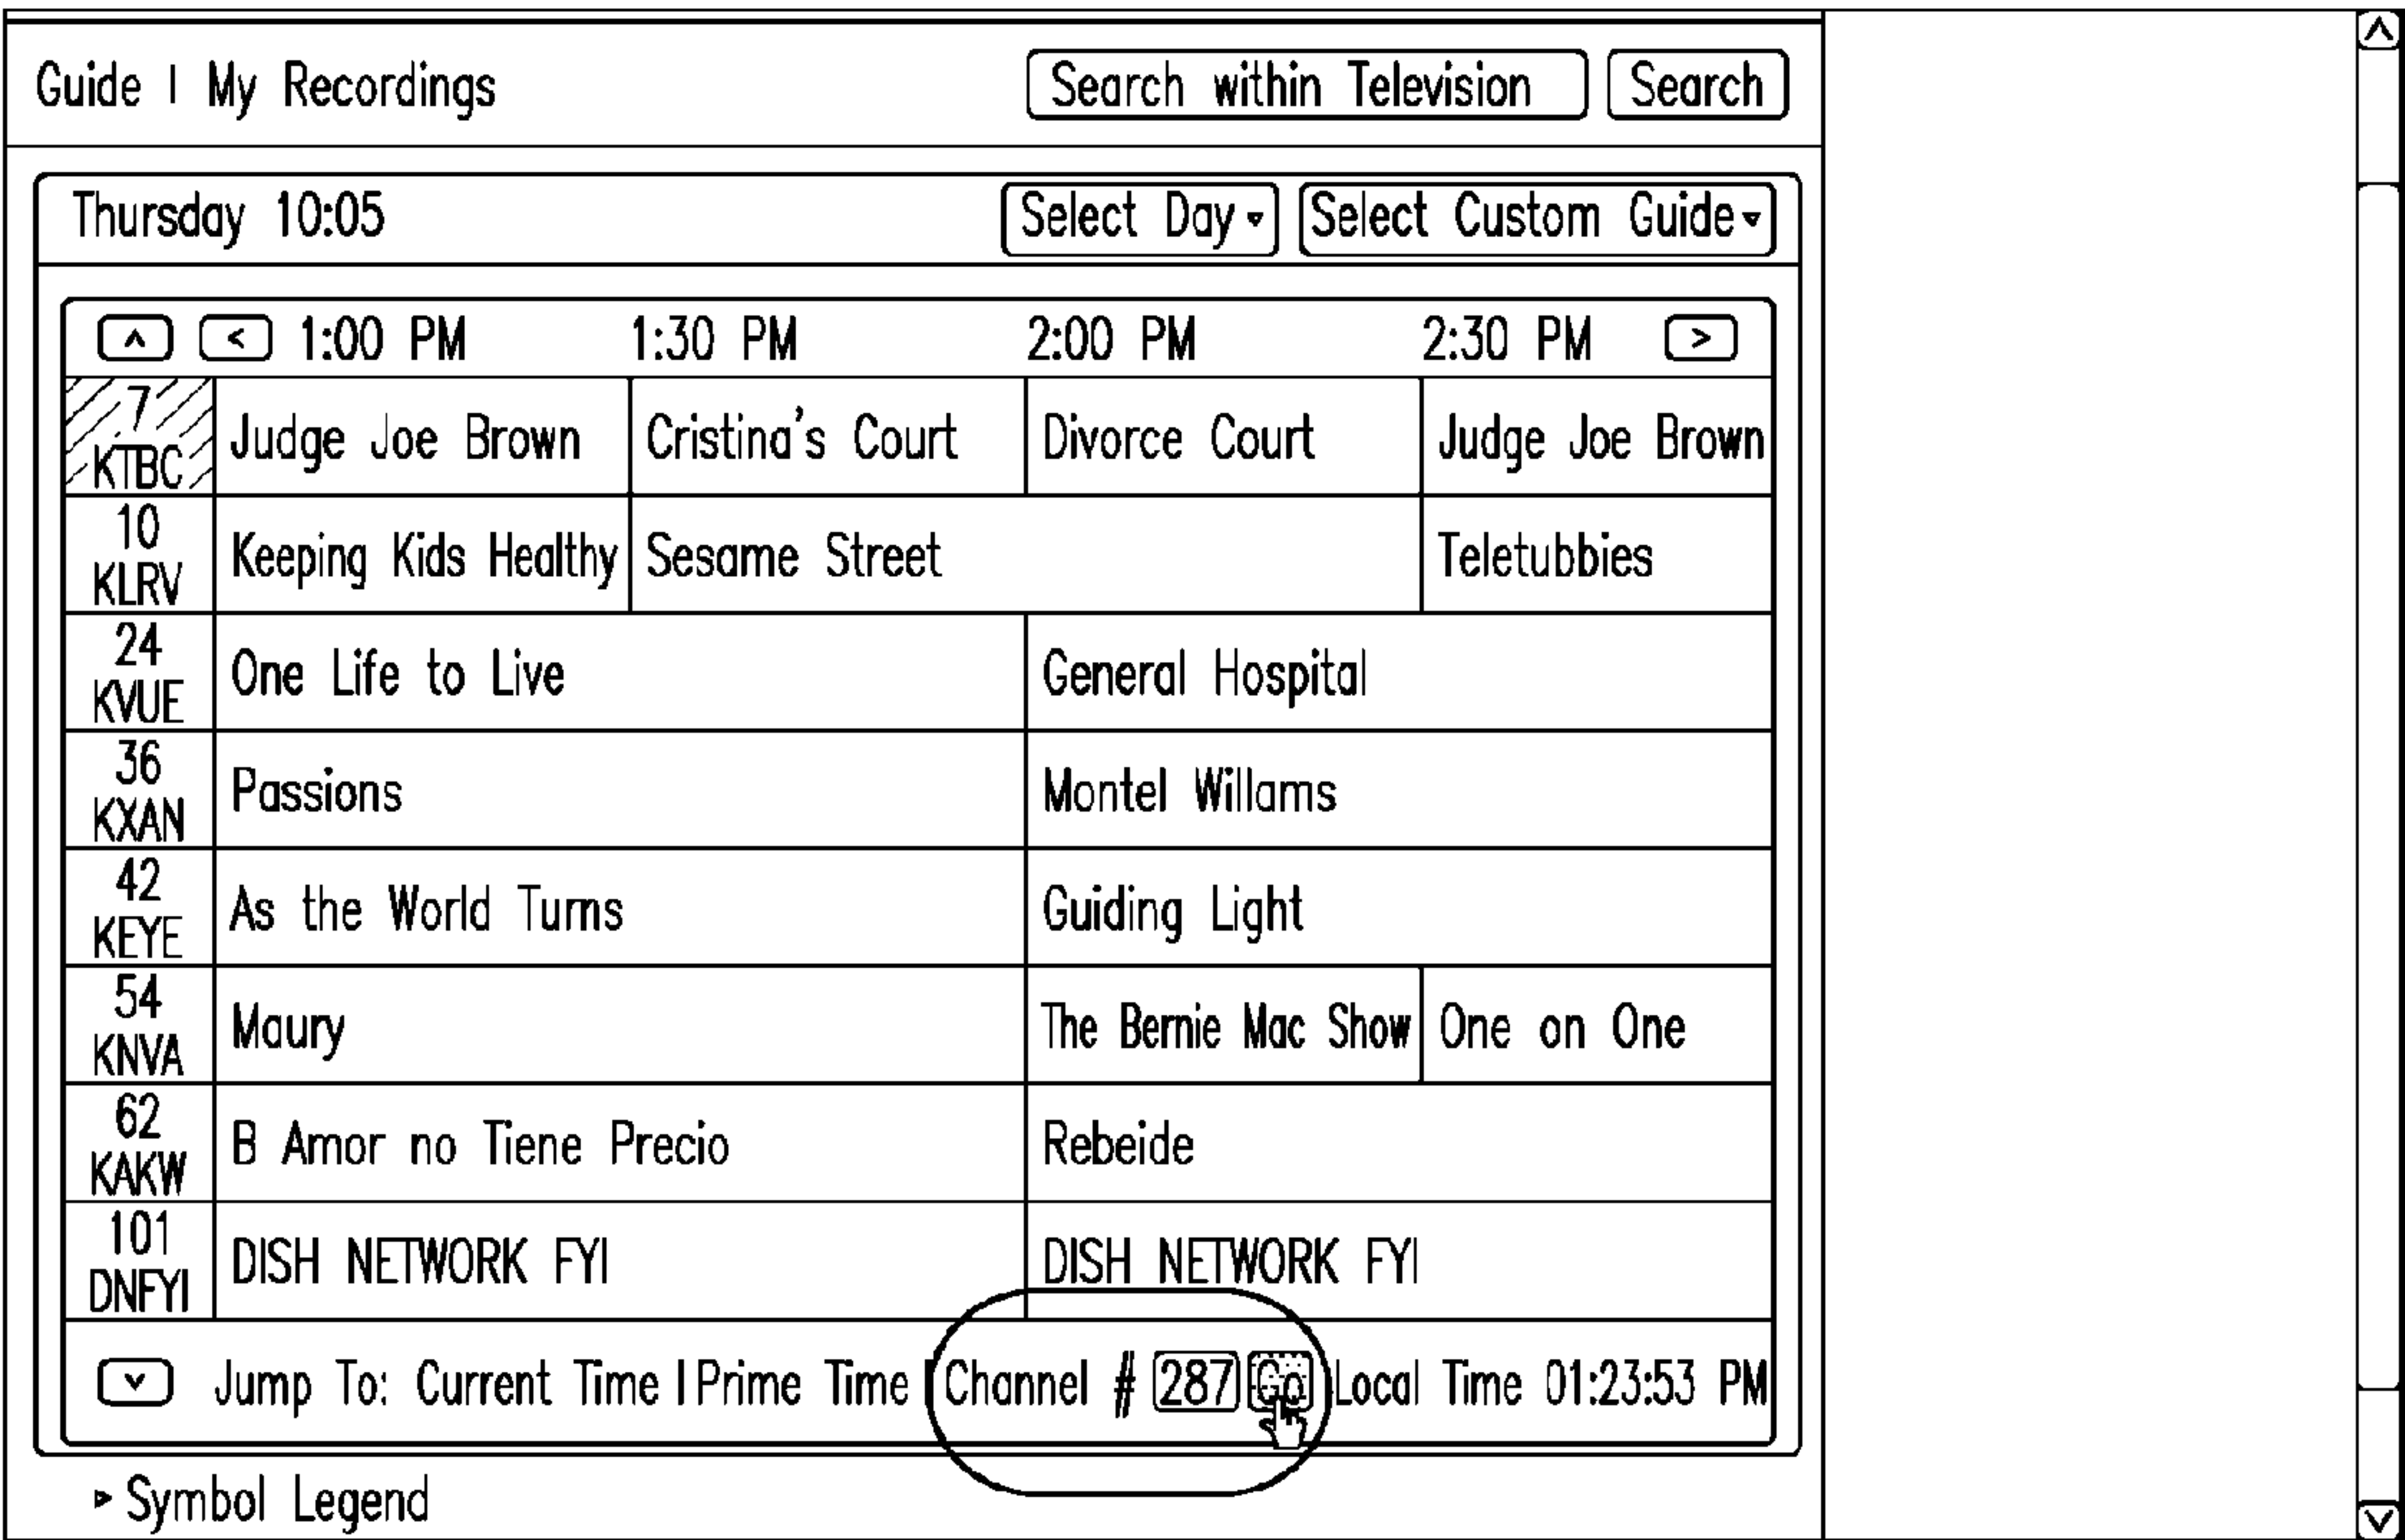 Guide | My Recordings Search within Television Search
Thursday 10:05 Select Day Select Custom Guide
1:00 PM 1:30 PM 2:00 PM 2:30 PM
7 KTBC Judge Joe Brown Cristina's Court Divorce Court Judge Joe Brown
10 KLRV Keeping Kids Healthy Sesame Street Teletubbies
24 KVUE One Life to Live General Hospital
36 KXAN Passions Montel Willams
42 KEYE As the World Turns Guiding Light
54 KNVA Maury The Bernie Mac Show One on One
62 KAKW B Amor no Tiene Precio Rebeide
101 DNFYI DISH NETWORK FYI DISH NETWORK FYI
Jump To: Current Time | Prime Time | Channel # 287 Go Local Time 01:23:53 PM
Symbol Legend